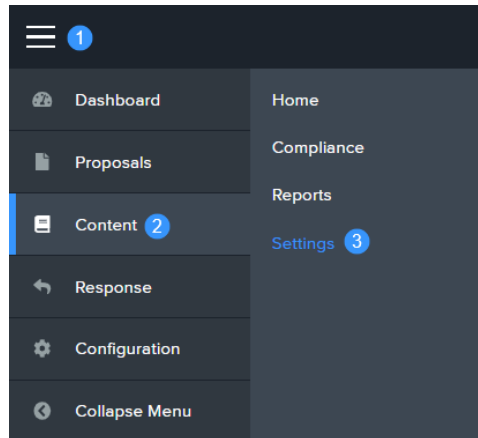 1
Dashboard
Proposals
Content 2
Response
Configuration
Collapse Menu
Home
Compliance
Reports
Settings 3